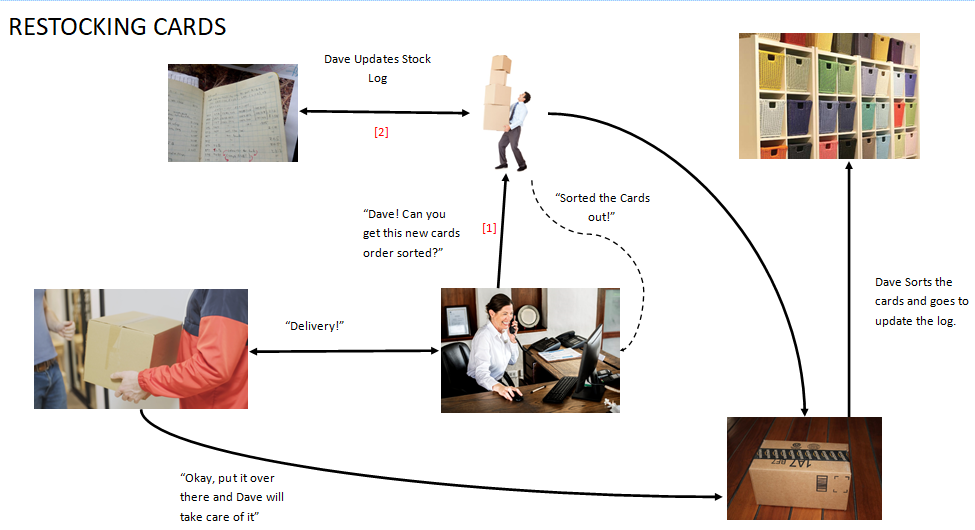 RESTOCKING CARDS
Dave Updates Stock
Log
[2]
“Sorted the Cards
out!”
“Dave! Can you
get this new cards
order sorted?”
[1]
Dave Sorts the
cards and goes to
update the log.
“Delivery!”
“Okay, put it over
there and Dave will
take care of it”